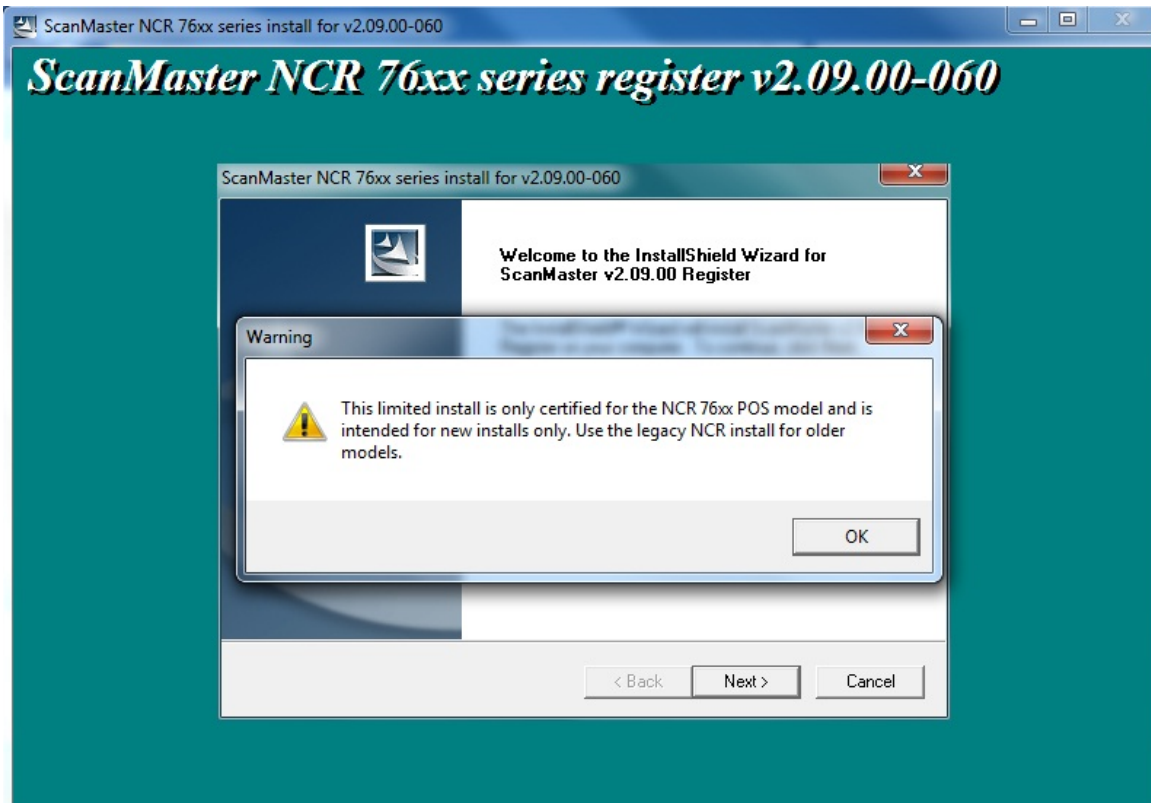 ScanMaster NCR 76xx series install for v2.09.00-060
ScanMaster NCR 76xx series register v2.09.00-060
ScanMaster NCR 76xx series install for v2.09.00-060
Welcome to the InstallShield Wizard for
ScanMaster v2.09.00 Register
Warning
This limited install is only certified for the NCR 76xx POS model and is
intended for new installs only. Use the legacy NCR install for older
models.
OK
< Back
Next >
Cancel